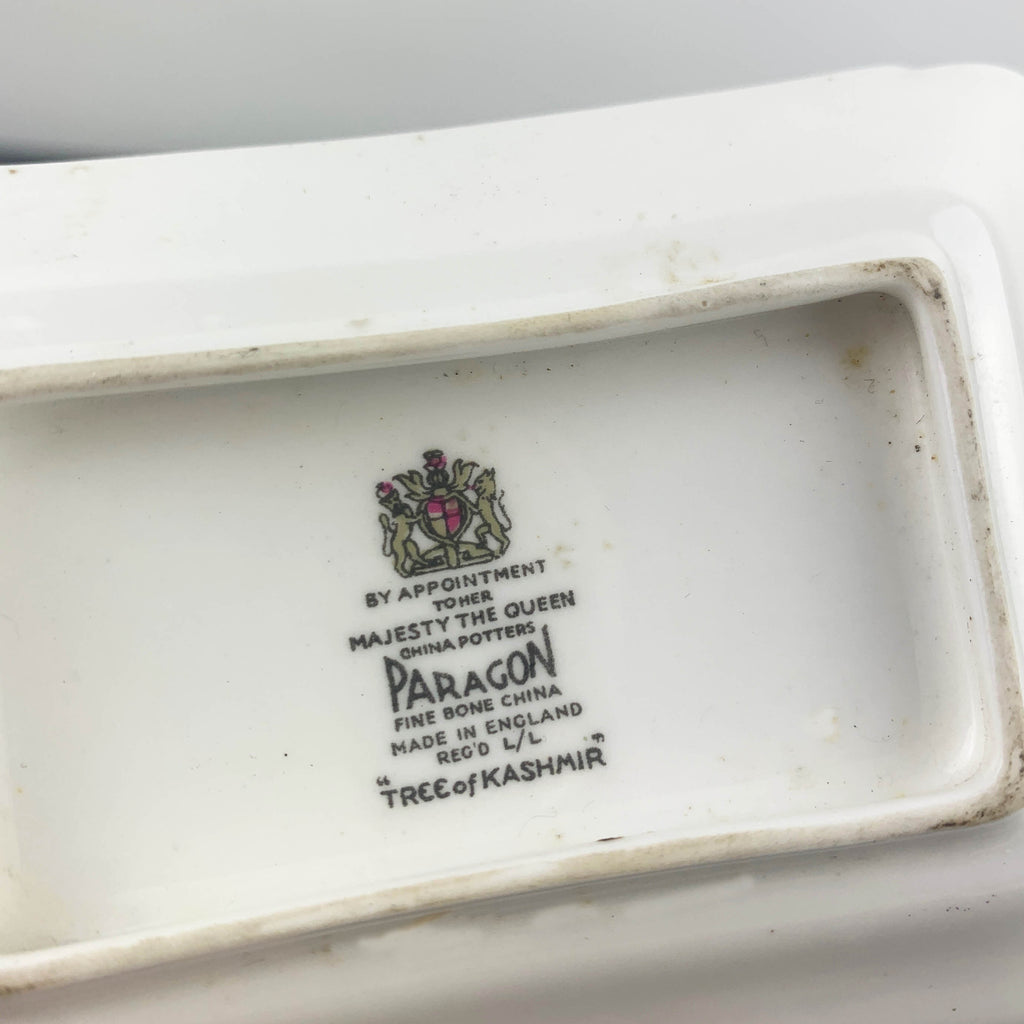 BY APPOINTMENT
TO HER
MAJESTY THE QUEEN
CHINA POTTERS
PARAGON
FINE BONE CHINA
MADE IN ENGLAND
REG'D L/L
"TREE of KASHMIR"